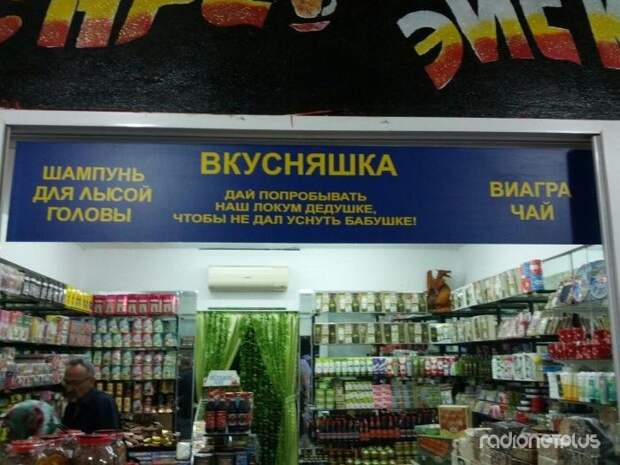 ШАМПУНЬ
ДЛЯ ЛЫСОЙ
ГОЛОВЫ
ВКУСНЯШКА
ДАЙ ПОПРОБЫВАТЬ
НАШ ЛОКУМ ДЕДУШКЕ,
ЧТОБЫ НЕ ДАЛ УСНУТЬ БАБУШКЕ!
ВИАГРА
ЧАЙ
radionetplus